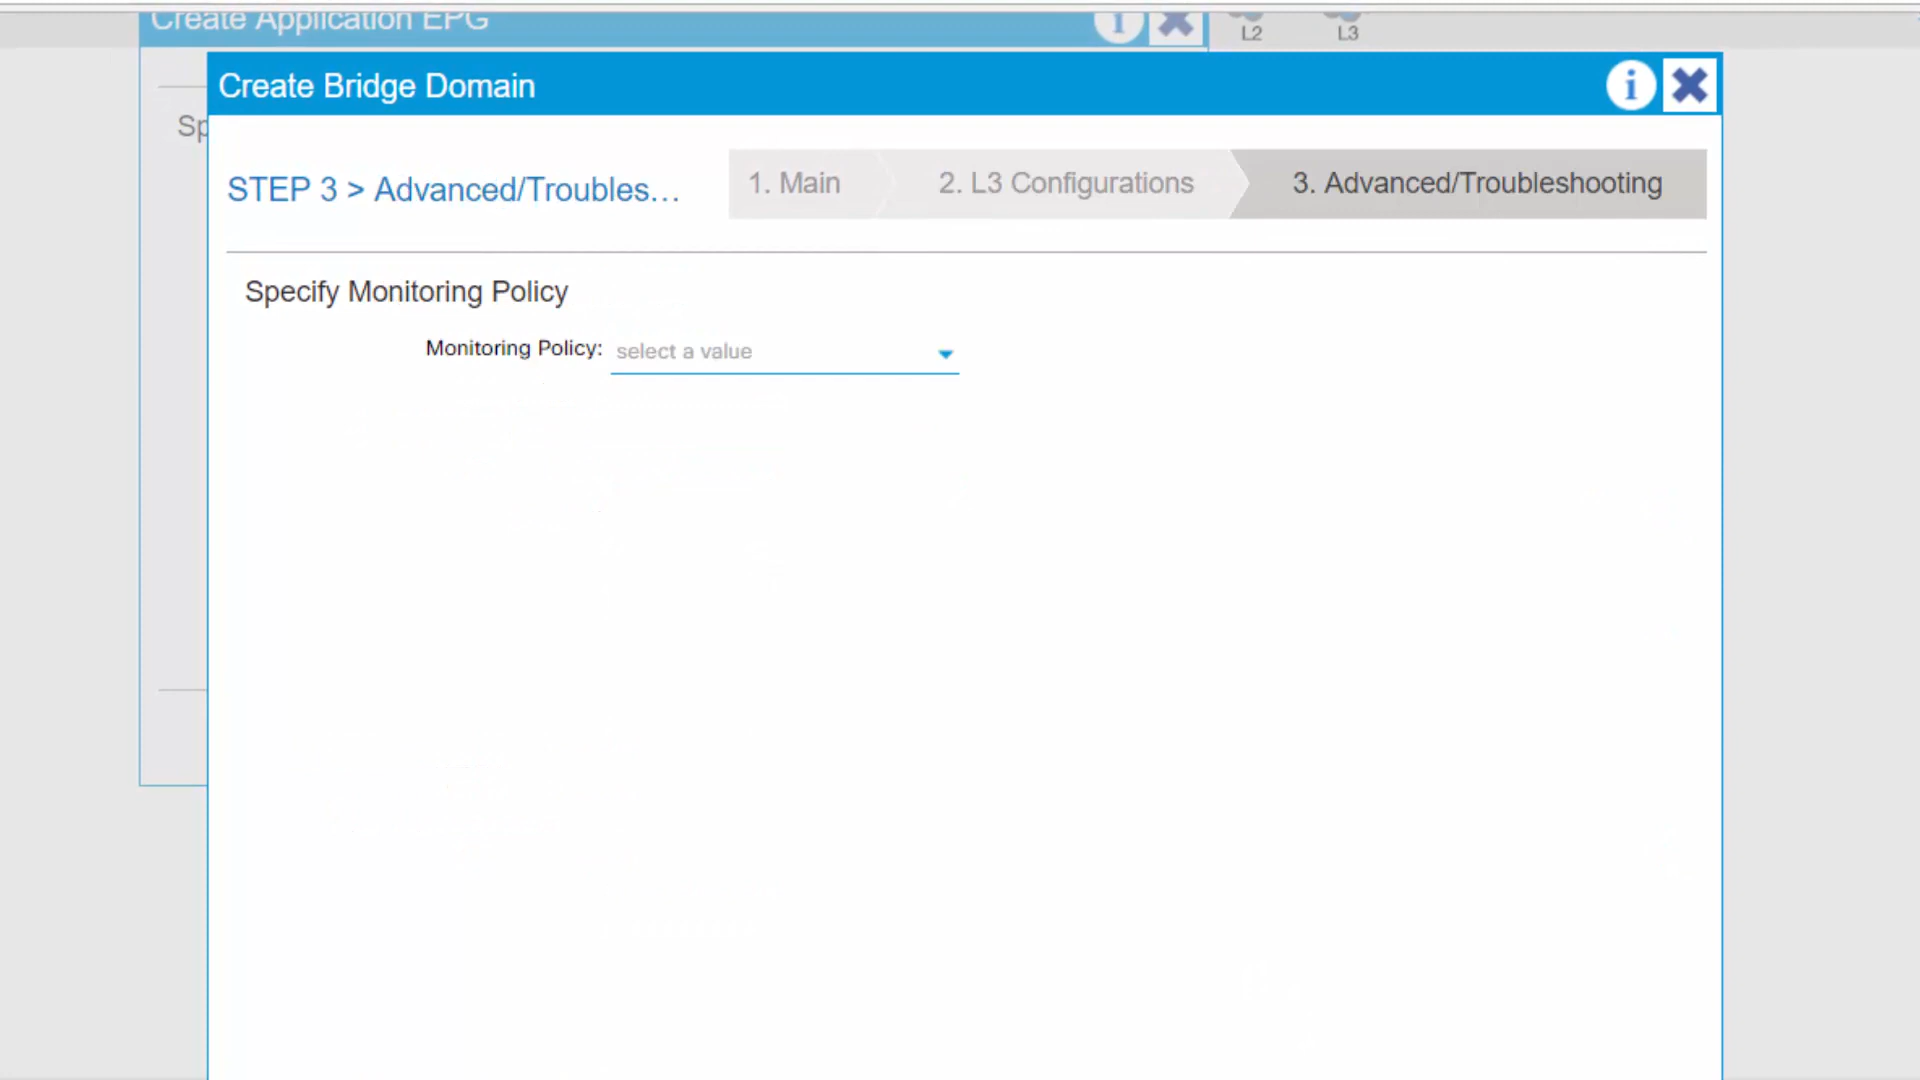 Create Application EPG
L2
L3
Create Bridge Domain
Sp
STEP 3 > Advanced/Troubles...
1. Main
2. L3 Configurations
3. Advanced/Troubleshooting
Specify Monitoring Policy
Monitoring Policy: select a value